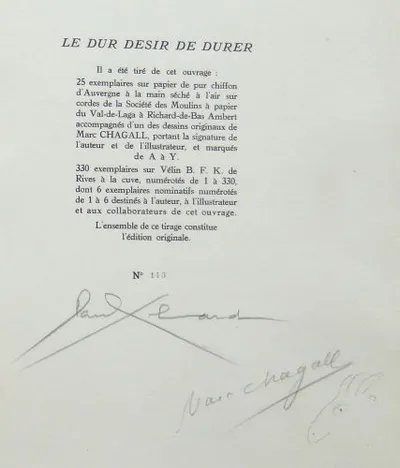 LE DUR DESIR DE DURER
Il a été tiré de cet ouvrage :
25 exemplaires sur papier de pur chiffon
d'Auvergne à la main séché à l'air sur
cordes de la Société des Moulins à papier
du Val-de-Laga à Richard-de-Bas Ambert
accompagnés d'un des dessins originaux de
Marc CHAGALL, portant la signature de
l'auteur et de l'illustrateur, et marqués
de A à Y.
330 exemplaires sur Vélin B. F. K. de
Rives à la cuve, numérotés de 1 à 330,
dont 6 exemplaires nominatifs numérotés
de 1 à 6 destinés à l'auteur, à l'illustrateur
et aux collaborateurs de cet ouvrage.
L'ensemble de ce tirage constitue
l'édition originale.
N° 113
Paul Eluard
Marc Chagall